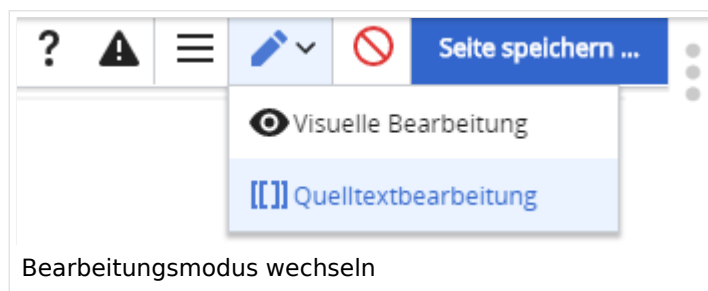 ? Seite speichern ...
Visuelle Bearbeitung
[[]] Quelltextbearbeitung
Bearbeitungsmodus wechseln